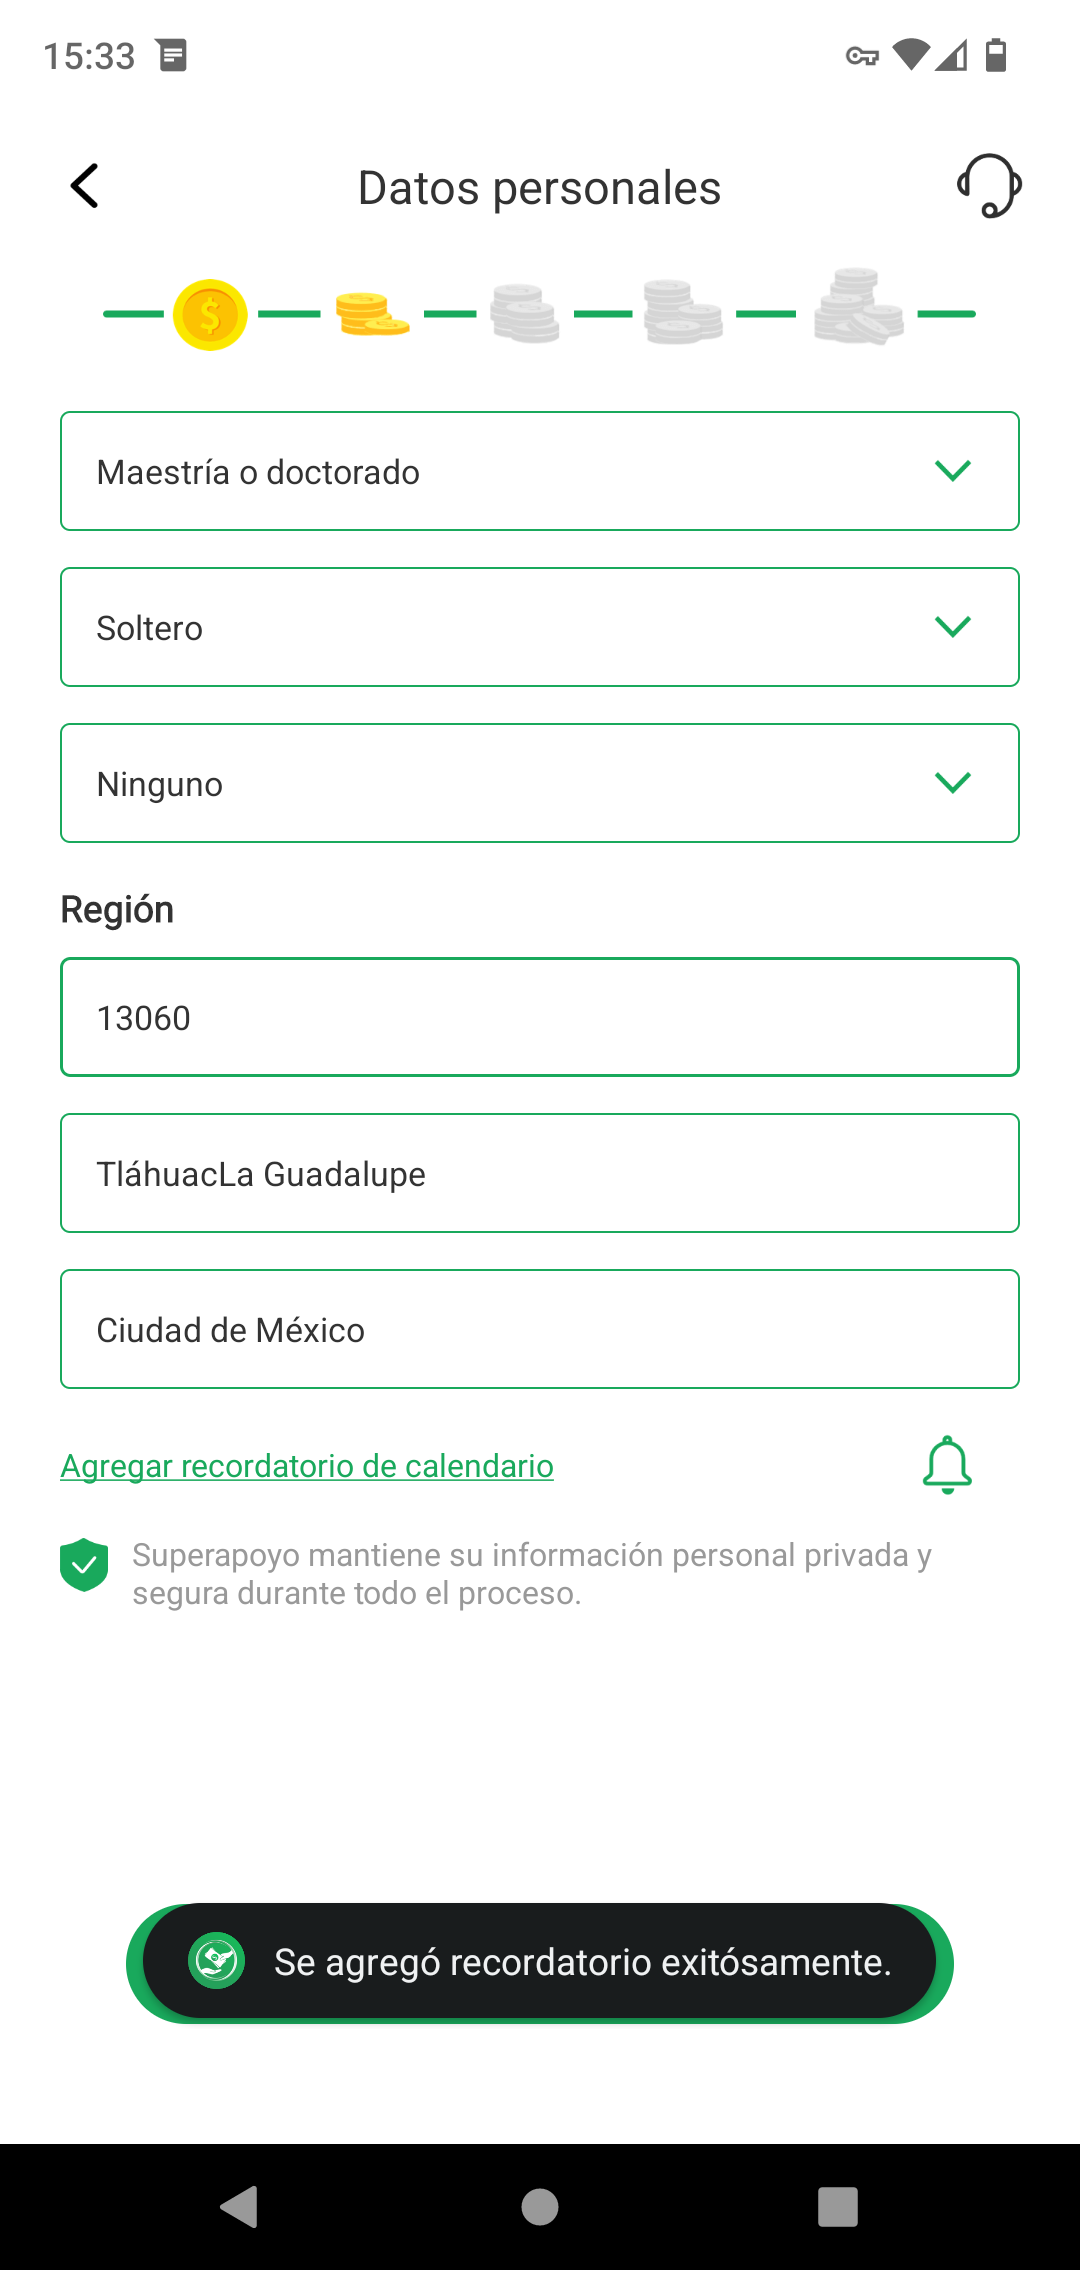 15:33
Datos personales
Maestría o doctorado
Soltero
Ninguno
Región
13060
TláhuacLa Guadalupe
Ciudad de México
Agregar recordatorio de calendario
Superapoyo mantiene su información personal privada y
segura durante todo el proceso.
Se agregó recordatorio exitósamente.